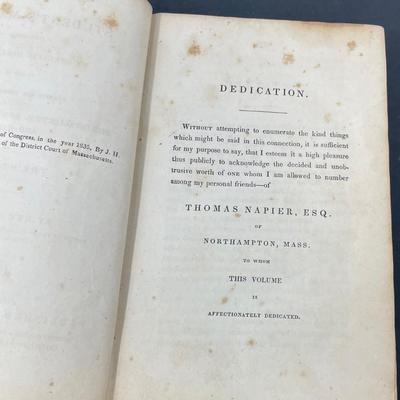 of Congress, in the year 1835, By J. H.
of the District Court of Massachusetts.
DEDICATION.
Without attempting to enumerate the kind things
which might be said in this connection, it is sufficient
for my purpose to say, that I esteem it a high pleasure
thus publicly to acknowledge the decided and unob-
trusive worth of one whom I am allowed to number
among my personal friends—of
THOMAS NAPIER, ESQ.
OF
NORTHAMPTON, MASS.
TO WHOM
THIS VOLUME
IS
AFFECTIONATELY DEDICATED.